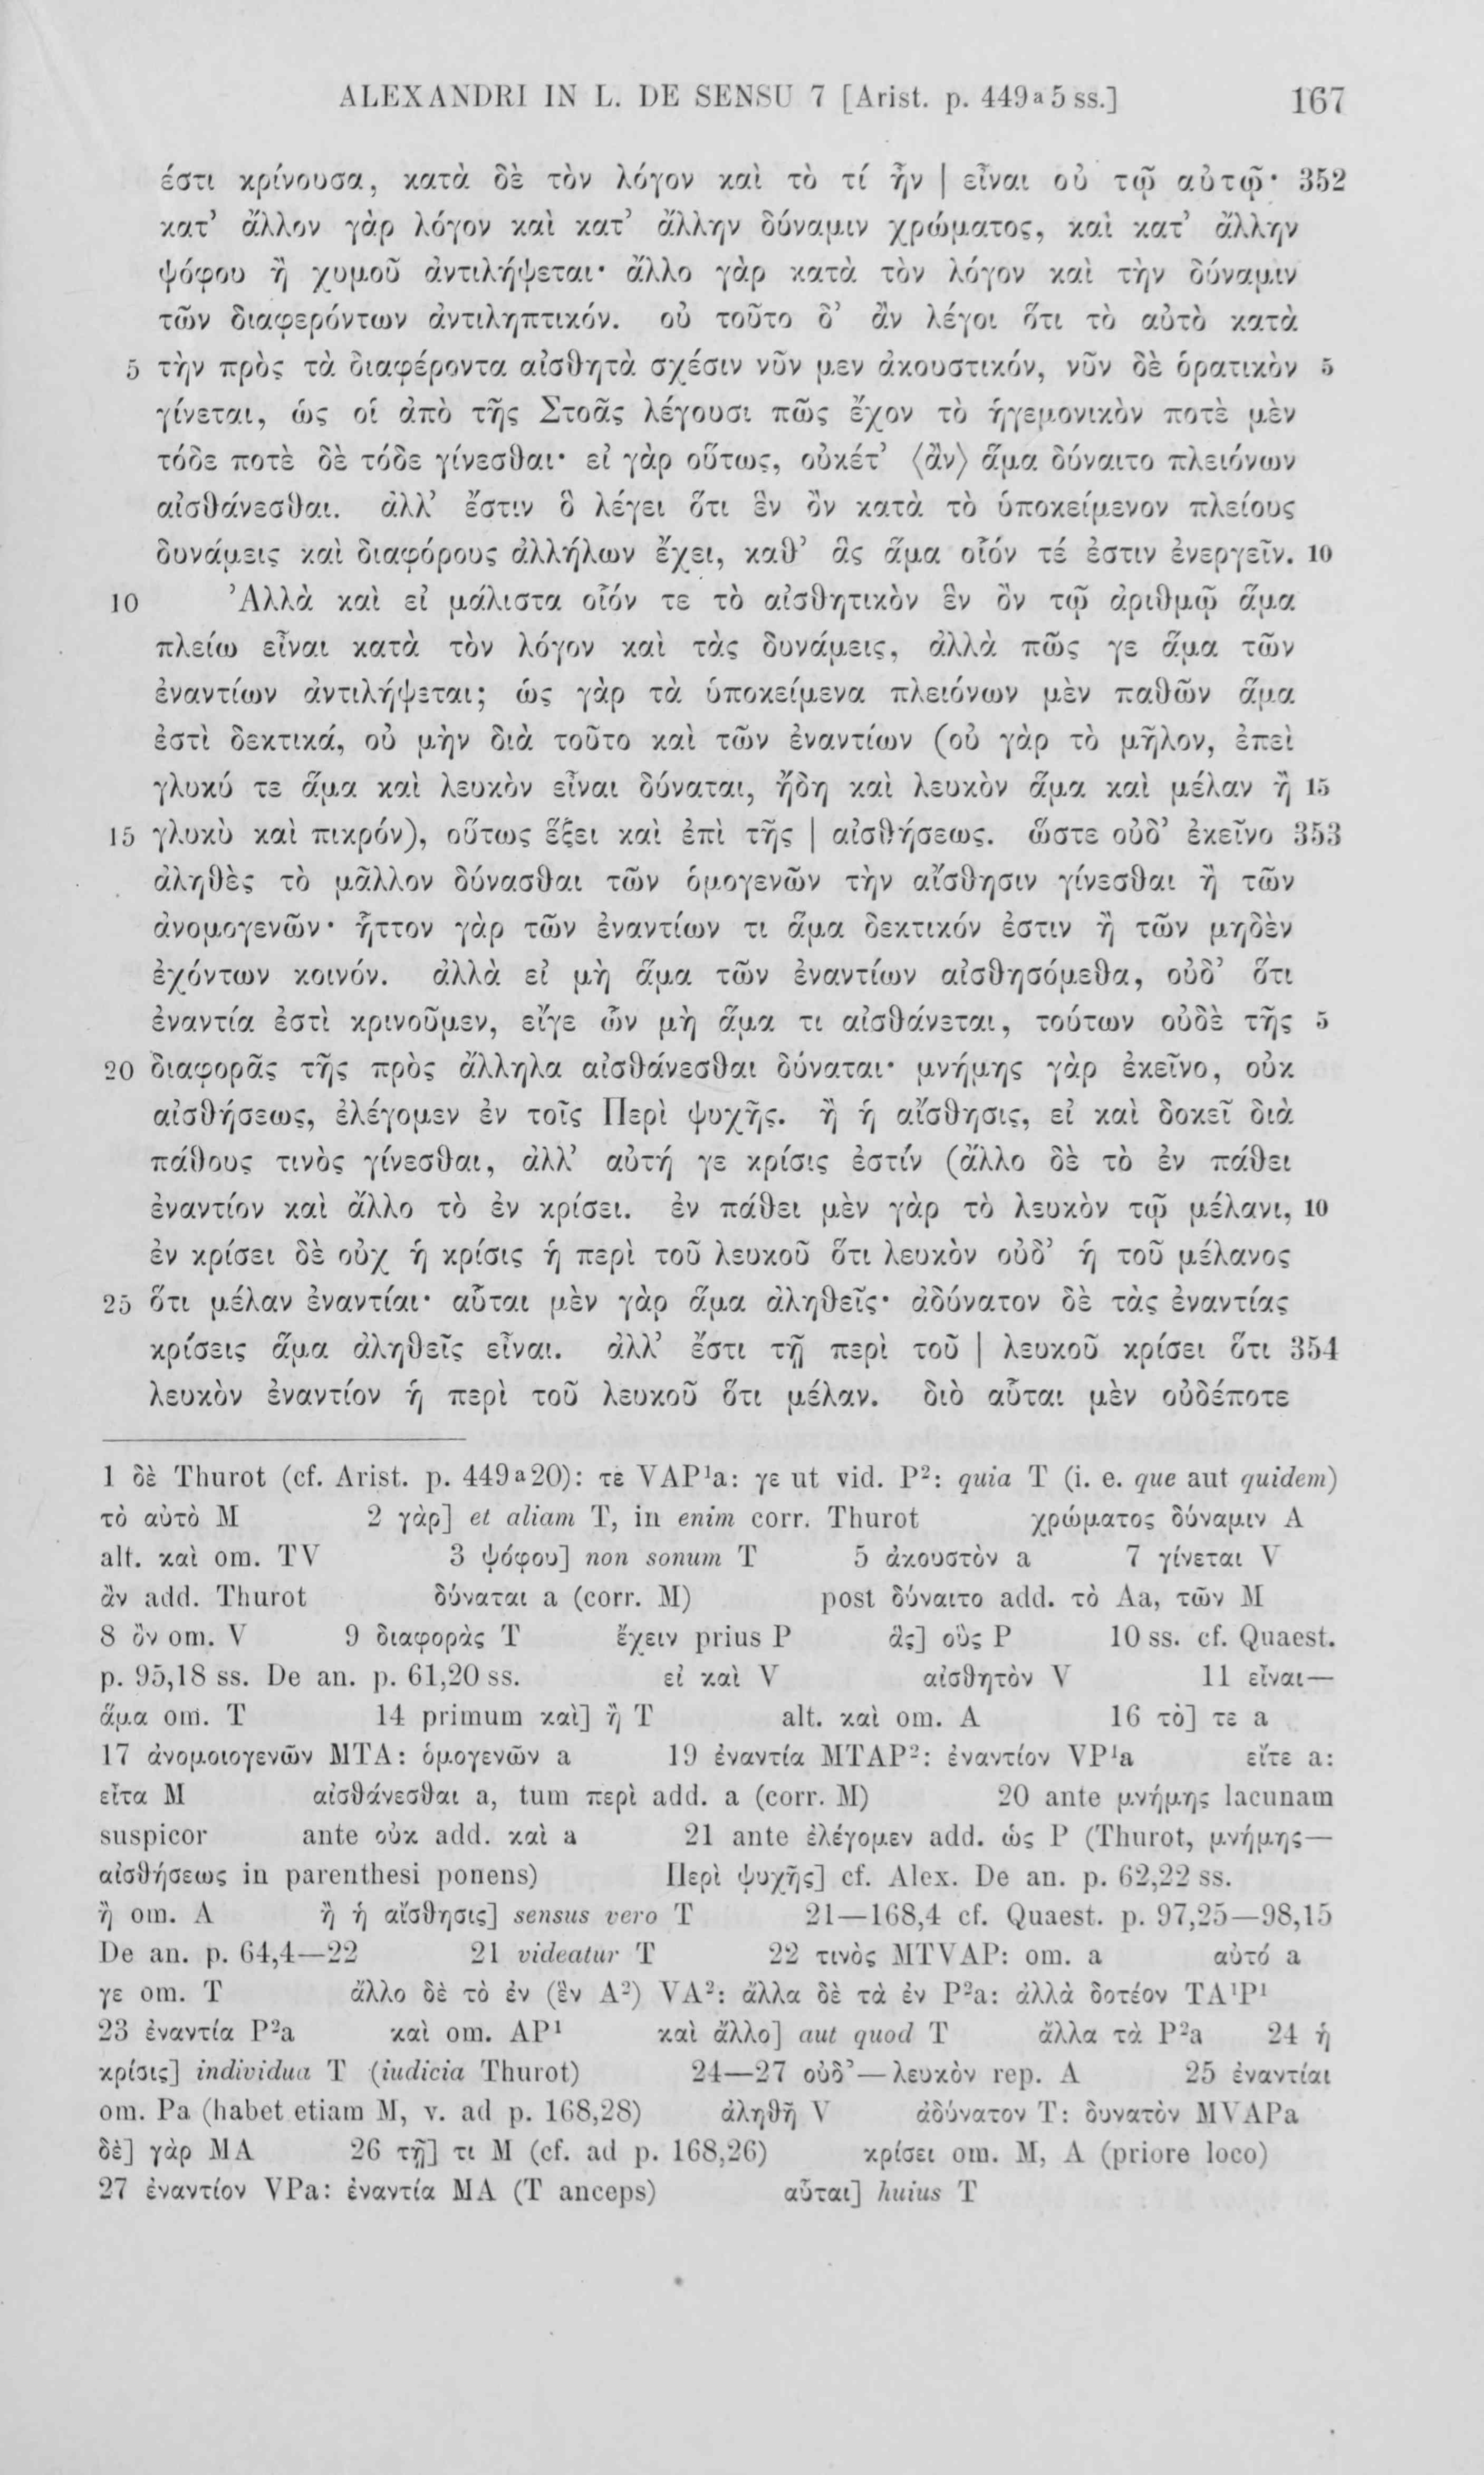 ALEXANDRI IN L. DE SENSU 7 [Arist. p. 449a5 ss.] 167
ἐστι κρίνουσα, κατὰ δὲ τὸν λόγον καὶ τὸ τί ἦν | εἶναι οὐ τῷ αὐτῷ· 352
κατ’ ἄλλον γὰρ λόγον καὶ κατ’ ἄλλην δύναμιν χρώματος, καὶ κατ’ ἄλλην
ψόφου ἢ χυμοῦ ἀντιλήψεται· ἄλλο γὰρ κατὰ τὸν λόγον καὶ τὴν δύναμιν
τῶν διαφερόντων ἀντιληπτικόν. οὐ τοῦτο δ’ ἂν λέγοι ὅτι τὸ αὐτὸ κατὰ
5 τὴν πρὸς τὰ διαφέροντα αἰσθητὰ σχέσιν νῦν μεν ἀκουστικόν, νῦν δὲ ὁρατικὸν 5
γίνεται, ὡς οἱ ἀπὸ τῆς Στοᾶς λέγουσι πῶς ἔχον τὸ ἡγεμονικὸν ποτὲ μὲν
τόδε ποτὲ δὲ τόδε γίνεσθαι· εἰ γὰρ οὕτως, οὐκέτ’ ⟨ἂν⟩ ἅμα δύναιτο πλειόνων
αἰσθάνεσθαι. ἀλλ’ ἔστιν ὃ λέγει ὅτι ἓν ὂν κατὰ τὸ ὑποκείμενον πλείους
δυνάμεις καὶ διαφόρους ἀλλήλων ἔχει, καθ’ ἃς ἅμα οἷόν τέ ἐστιν ἐνεργεῖν. 10
10 Ἀλλὰ καὶ εἰ μάλιστα οἷόν τε τὸ αἰσθητικὸν ἓν ὂν τῷ ἀριθμῷ ἅμα
πλείω εἶναι κατὰ τὸν λόγον καὶ τὰς δυνάμεις, ἀλλὰ πῶς γε ἅμα τῶν
ἐναντίων ἀντιλήψεται; ὡς γὰρ τὰ ὑποκείμενα πλειόνων μὲν παθῶν ἅμα
ἐστὶ δεκτικά, οὐ μὴν διὰ τοῦτο καὶ τῶν ἐναντίων (οὐ γὰρ τὸ μῆλον, ἐπεὶ
γλυκύ τε ἅμα καὶ λευκὸν εἶναι δύναται, ἤδη καὶ λευκὸν ἅμα καὶ μέλαν ἢ 15
15 γλυκὺ καὶ πικρόν), οὕτως ἕξει καὶ ἐπὶ τῆς | αἰσθήσεως. ὥστε οὐδ’ ἐκεῖνο 353
ἀληθὲς τὸ μᾶλλον δύνασθαι τῶν ὁμογενῶν τὴν αἴσθησιν γίνεσθαι ἢ τῶν
ἀνομογενῶν· ἧττον γὰρ τῶν ἐναντίων τι ἅμα δεκτικόν ἐστιν ἢ τῶν μηδὲν
ἐχόντων κοινόν. ἀλλὰ εἰ μὴ ἅμα τῶν ἐναντίων αἰσθησόμεθα, οὐδ’ ὅτι
ἐναντία ἐστὶ κρινοῦμεν, εἴγε ὧν μὴ ἅμα τι αἰσθάνεται, τούτων οὐδὲ τῆς 5
20 διαφορᾶς τῆς πρὸς ἄλληλα αἰσθάνεσθαι δύναται· μνήμης γὰρ ἐκεῖνο, οὐκ
αἰσθήσεως, ἐλέγομεν ἐν τοῖς Περὶ ψυχῆς. ἢ ἡ αἴσθησις, εἰ καὶ δοκεῖ διὰ
πάθους τινὸς γίνεσθαι, ἀλλ’ αὐτή γε κρίσις ἐστίν (ἄλλο δὲ τὸ ἐν πάθει
ἐναντίον καὶ ἄλλο τὸ ἐν κρίσει. ἐν πάθει μὲν γὰρ τὸ λευκὸν τῷ μέλανι, 10
ἐν κρίσει δὲ οὐχ ἡ κρίσις ἡ περὶ τοῦ λευκοῦ ὅτι λευκὸν οὐδ’ ἡ τοῦ μέλανος
25 ὅτι μέλαν ἐναντίαι· αὗται μὲν γὰρ ἅμα ἀληθεῖς· ἀδύνατον δὲ τὰς ἐναντίας
κρίσεις ἅμα ἀληθεῖς εἶναι. ἀλλ’ ἔστι τῇ περὶ τοῦ | λευκοῦ κρίσει ὅτι 354
λευκὸν ἐναντίον ἡ περὶ τοῦ λευκοῦ ὅτι μέλαν. διὸ αὗται μὲν οὐδέποτε
1 δὲ Thurot (cf. Arist. p. 449a20): τὲ VAP¹a: γε ut vid. P²: quia T (i. e. que aut quidem)
τὸ αὐτὸ M 2 γὰρ] et aliam T, in enim corr. Thurot χρώματος δύναμιν A
alt. καὶ om. TV 3 ψόφου] non sonum T 5 ἀκουστὸν a 7 γίνεται V
ἂν add. Thurot δύναται a (corr. M) post δύναιτο add. τὸ Aa, τῶν M
8 ὂν om. V 9 διαφορὰς T ἔχειν prius P ἃς] οὓς P 10 ss. cf. Quaest.
p. 95,18 ss. De an. p. 61,20 ss. εἰ καὶ V αἰσθητὸν V 11 εἶναι—
ἅμα om. T 14 primum καὶ] ἢ T alt. καὶ om. A 16 τὸ] τε a
17 ἀνομοιογενῶν MTA: ὁμογενῶν a 19 ἐναντία MTAP²: ἐναντίον VP¹a εἴτε a:
εἶτα M αἰσθάνεσθαι a, tum περὶ add. a (corr. M) 20 ante μνήμης lacunam
suspicor ante οὐκ add. καὶ a 21 ante ἐλέγομεν add. ὡς P (Thurot, μνήμης—
αἰσθήσεως in parenthesi ponens) Περὶ ψυχῆς] cf. Alex. De an. p. 62,22 ss.
ἢ om. A ἢ ἡ αἴσθησις] sensus vero T 21—168,4 cf. Quaest. p. 97,25—98,15
De an. p. 64,4—22 21 videatur T 22 τινὸς MTVAP: om. a αὐτό a
γε om. T ἄλλο δὲ τὸ ἐν (ἓν A²) VA²: ἄλλα δὲ τὰ ἐν P²a: ἀλλὰ δοτέον TA¹P¹
23 ἐναντία P²a καὶ om. AP¹ καὶ ἄλλο] aut quod T ἄλλα τὰ P²a 24 ἡ
κρίσις] individua T (iudicia Thurot) 24—27 οὐδ’—λευκὸν rep. A 25 ἐναντίαι
om. Pa (habet etiam M, v. ad p. 168,28) ἀληθῆ V ἀδύνατον T: δυνατὸν MVAPa
δὲ] γὰρ MA 26 τῇ] τι M (cf. ad p. 168,26) κρίσει om. M, A (priore loco)
27 ἐναντίον VPa: ἐναντία MA (T anceps) αὗται] huius T